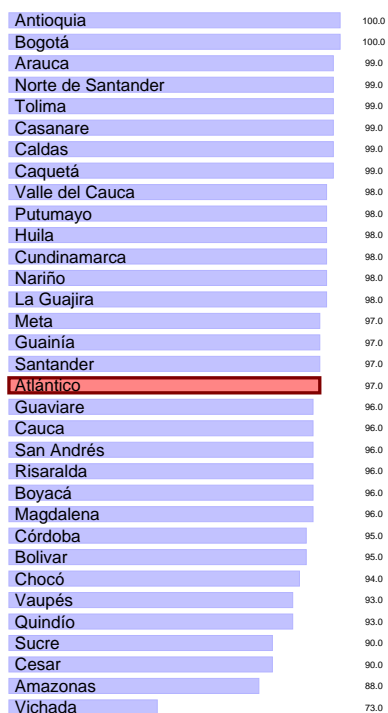 Antioquia 100.0
Bogotá 100.0
Arauca 99.0
Norte de Santander 99.0
Tolima 99.0
Casanare 99.0
Caldas 99.0
Caquetá 99.0
Valle del Cauca 98.0
Putumayo 98.0
Huila 98.0
Cundinamarca 98.0
Nariño 98.0
La Guajira 98.0
Meta 97.0
Guainía 97.0
Santander 97.0
Atlántico 97.0
Guaviare 96.0
Cauca 96.0
San Andrés 96.0
Risaralda 96.0
Boyacá 96.0
Magdalena 96.0
Córdoba 95.0
Bolivar 95.0
Chocó 94.0
Vaupés 93.0
Quindío 93.0
Sucre 90.0
Cesar 90.0
Amazonas 88.0
Vichada 73.0